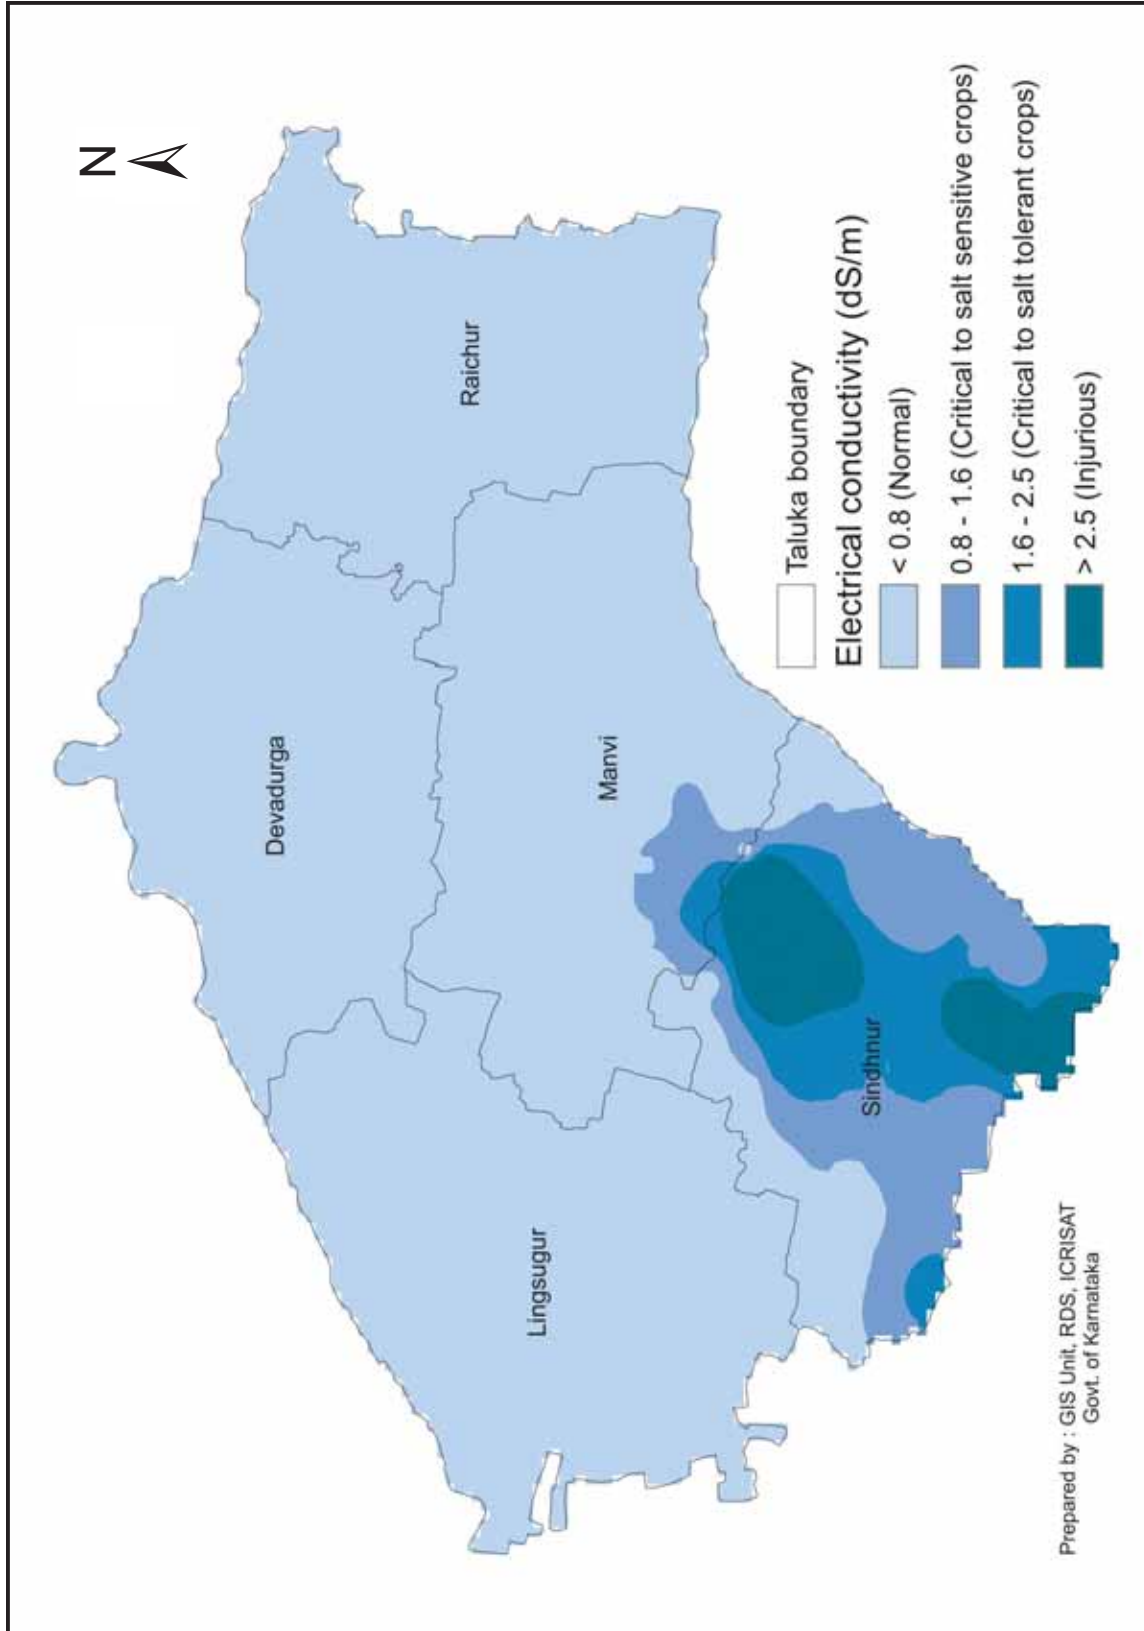 N
Raichur
Devadurga
Manvi
Lingsugur
Sindhnur
Taluka boundary
Electrical conductivity (dS/m)
< 0.8 (Normal)
0.8 - 1.6 (Critical to salt sensitive crops)
1.6 - 2.5 (Critical to salt tolerant crops)
> 2.5 (Injurious)
Prepared by : GIS Unit, RDS, ICRISAT
Govt. of Karnataka